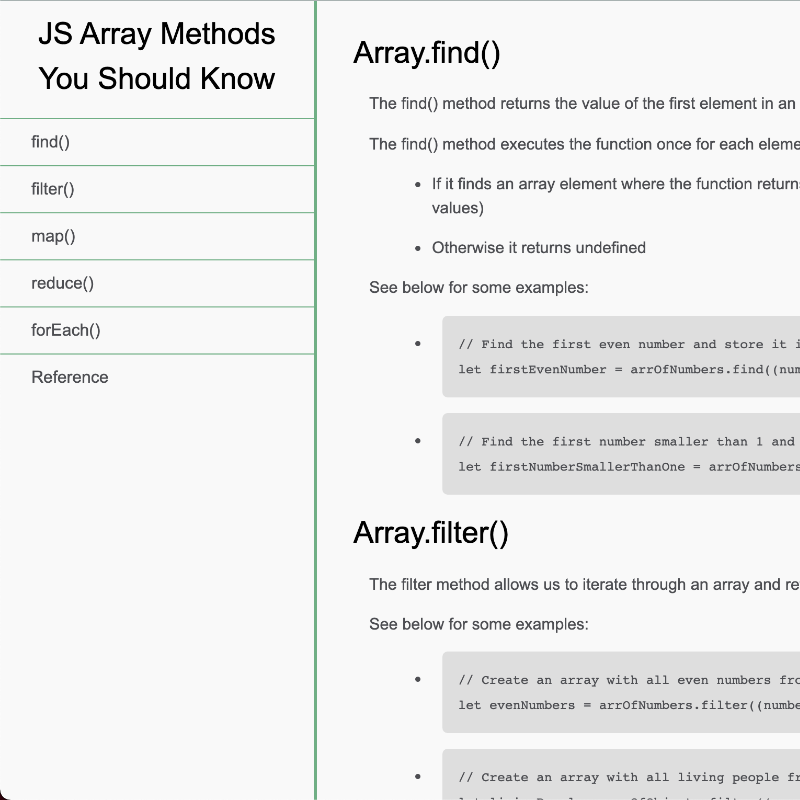 JS Array Methods
You Should Know
find()
filter()
map()
reduce()
forEach()
Reference
Array.find()
The find() method returns the value of the first element in an
The find() method executes the function once for each eleme
If it finds an array element where the function return
values)
Otherwise it returns undefined
See below for some examples:
// Find the first even number and store it i
let firstEvenNumber = arrOfNumbers.find((num
// Find the first number smaller than 1 and
let firstNumberSmallerThanOne = arrOfNumbers
Array.filter()
The filter method allows us to iterate through an array and re
See below for some examples:
// Create an array with all even numbers fro
let evenNumbers = arrOfNumbers.filter((numbe
// Create an array with all living people fr